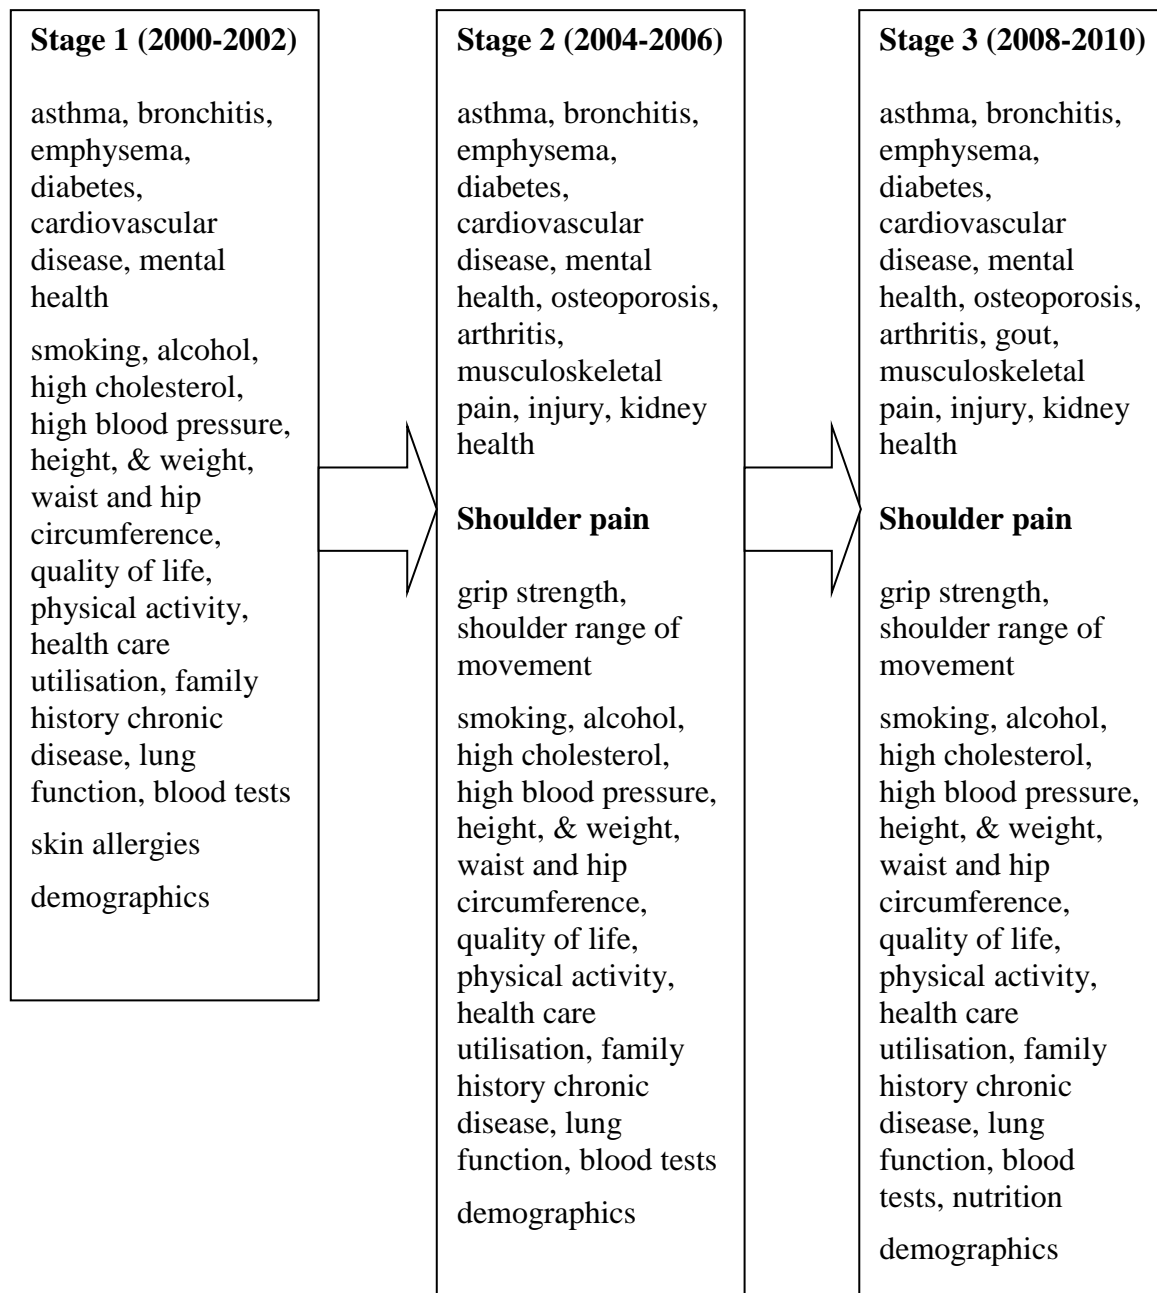 Stage 1 (2000-2002)
asthma, bronchitis,
emphysema,
diabetes,
cardiovascular
disease, mental
health
smoking, alcohol,
high cholesterol,
high blood pressure,
height, & weight,
waist and hip
circumference,
quality of life,
physical activity,
health care
utilisation, family
history chronic
disease, lung
function, blood tests
skin allergies
demographics
Stage 2 (2004-2006)
asthma, bronchitis,
emphysema,
diabetes,
cardiovascular
disease, mental
health, osteoporosis,
arthritis,
musculoskeletal
pain, injury, kidney
health
Shoulder pain
grip strength,
shoulder range of
movement
smoking, alcohol,
high cholesterol,
high blood pressure,
height, & weight,
waist and hip
circumference,
quality of life,
physical activity,
health care
utilisation, family
history chronic
disease, lung
function, blood tests
demographics
Stage 3 (2008-2010)
asthma, bronchitis,
emphysema,
diabetes,
cardiovascular
disease, mental
health, osteoporosis,
arthritis, gout,
musculoskeletal
pain, injury, kidney
health
Shoulder pain
grip strength,
shoulder range of
movement
smoking, alcohol,
high cholesterol,
high blood pressure,
height, & weight,
waist and hip
circumference,
quality of life,
physical activity,
health care
utilisation, family
history chronic
disease, lung
function, blood
tests, nutrition
demographics